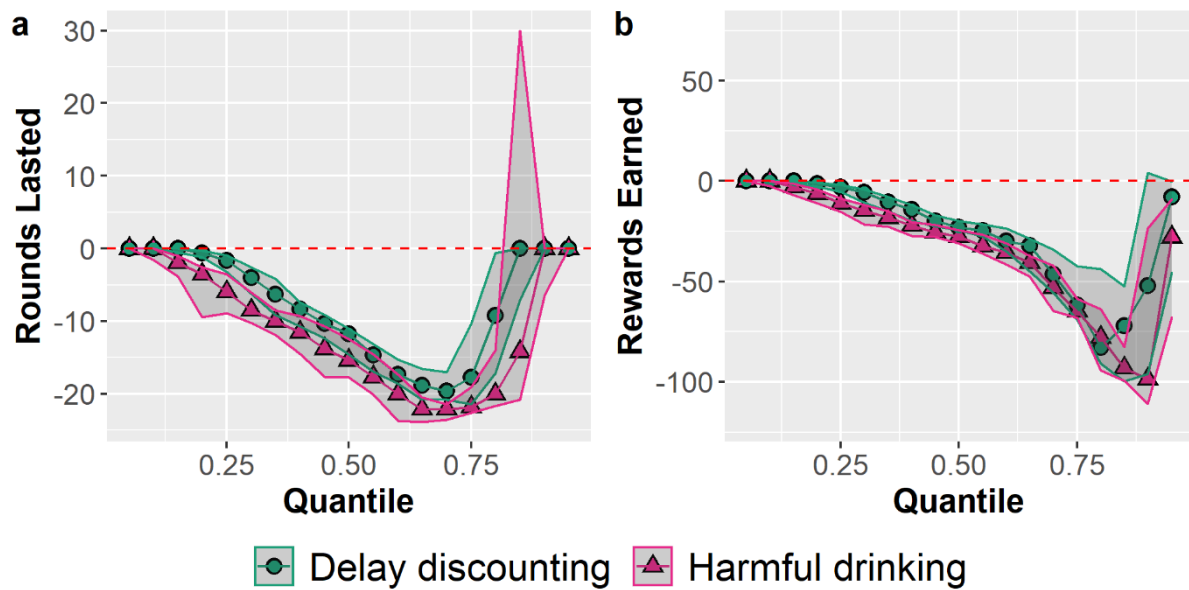 a
Rounds Lasted
30
20
10
0
-10
-20
0.25 0.50 0.75
Quantile
b
Rewards Earned
50
0
-50
-100
0.25 0.50 0.75
Quantile
Delay discounting Harmful drinking